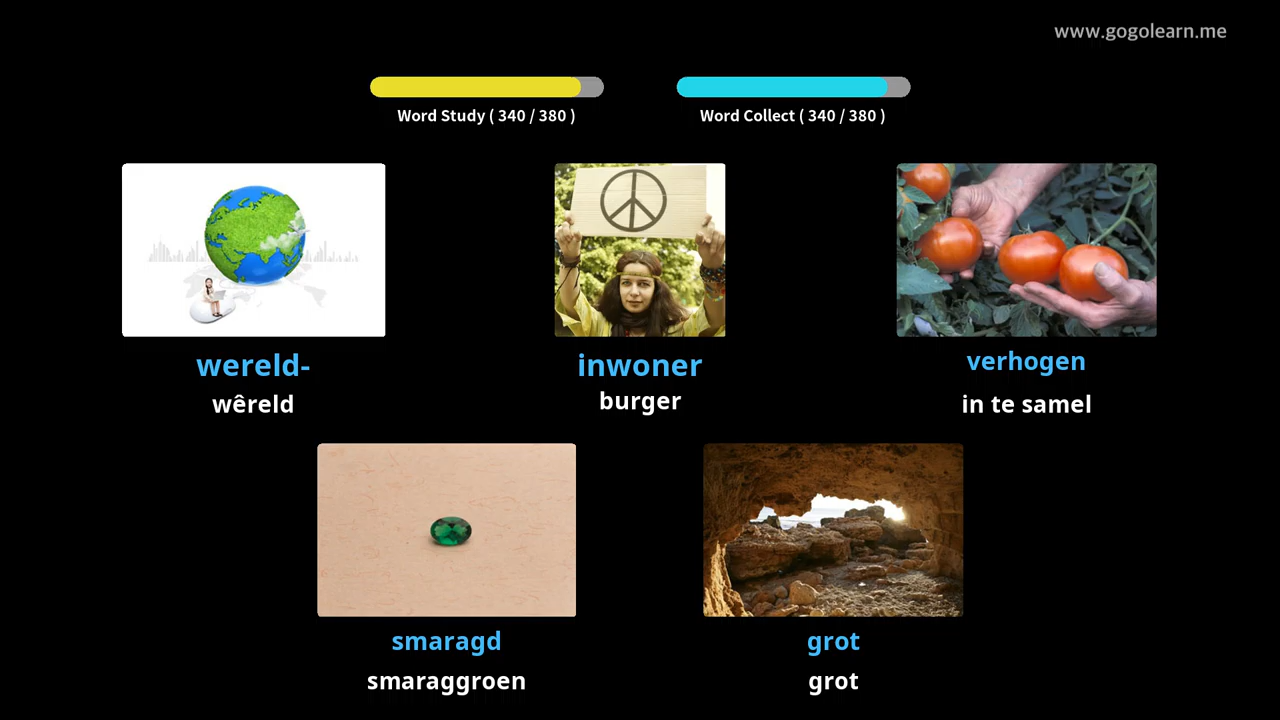 www.gogolearn.me
Word Study ( 340 / 380 )
Word Collect ( 340 / 380 )
wereld-
wêreld
inwoner
burger
verhogen
in te samel
smaragd
smaraggroen
grot
grot